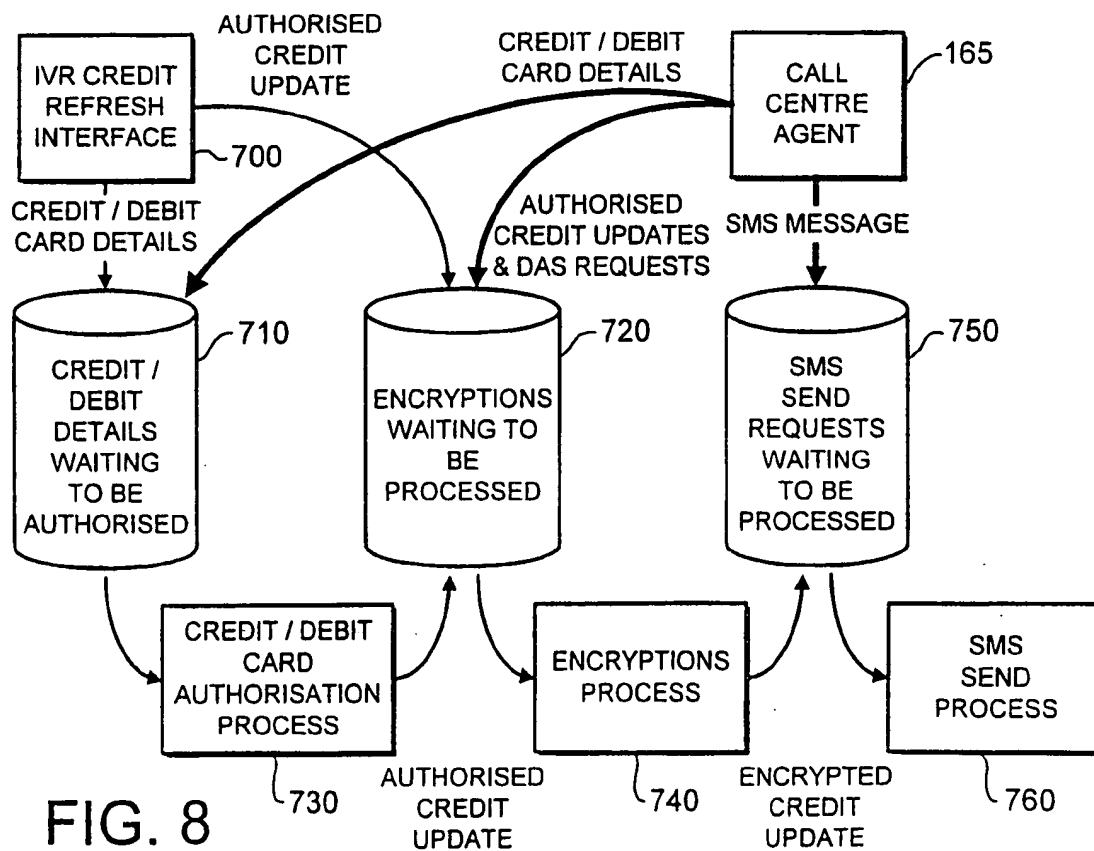 AUTHORISED
CREDIT
UPDATE
CREDIT / DEBIT
CARD DETAILS
IVR CREDIT
REFRESH
INTERFACE
700
CALL
CENTRE
AGENT
165
CREDIT / DEBIT
CARD DETAILS
AUTHORISED
CREDIT UPDATES
& DAS REQUESTS
SMS MESSAGE
710
CREDIT /
DEBIT
DETAILS
WAITING
TO BE
AUTHORISED
720
ENCRYPTIONS
WAITING TO
BE
PROCESSED
750
SMS
SEND
REQUESTS
WAITING
TO BE
PROCESSED
CREDIT / DEBIT
CARD
AUTHORISATION
PROCESS
730
AUTHORISED
CREDIT
UPDATE
ENCRYPTIONS
PROCESS
740
ENCRYPTED
CREDIT
UPDATE
SMS
SEND
PROCESS
760
FIG. 8